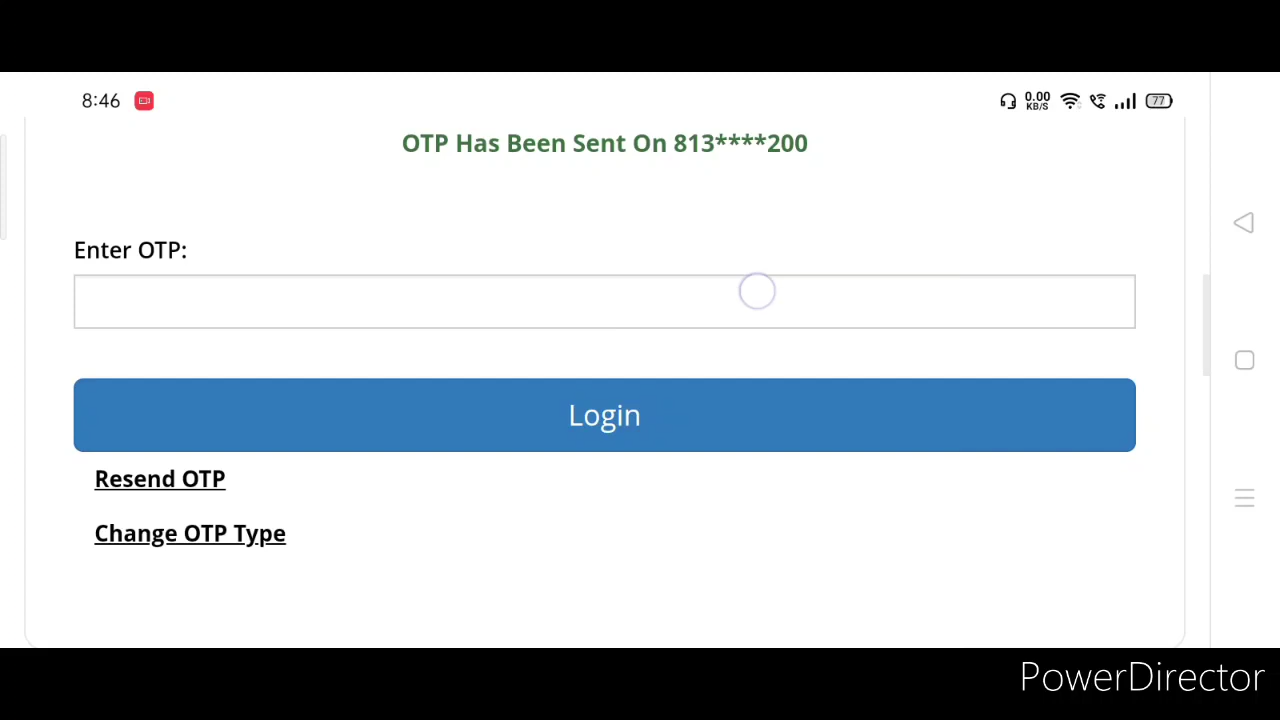 8:46
0.00
KB/S
77
OTP Has Been Sent On 813****200
Enter OTP:
Login
Resend OTP
Change OTP Type
PowerDirector